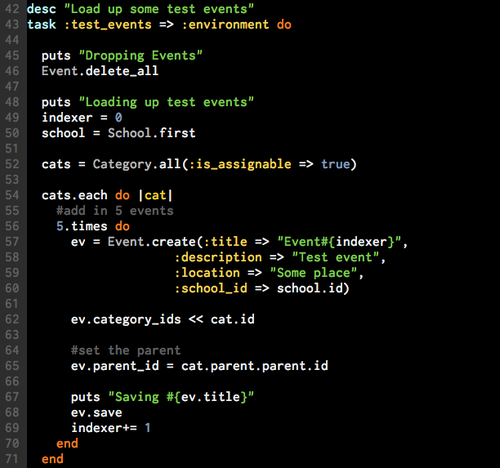 42 desc "Load up some test events"
43 task :test_events => :environment do
44
45   puts "Dropping Events"
46   Event.delete_all
47
48   puts "Loading up test events"
49   indexer = 0
50   school = School.first
51
52   cats = Category.all(:is_assignable => true)
53
54   cats.each do |cat|
55     #add in 5 events
56     5.times do
57       ev = Event.create(:title => "Event#{indexer}",
58                     :description => "Test event",
59                     :location => "Some place",
60                     :school_id => school.id)
61
62       ev.category_ids << cat.id
63
64       #set the parent
65       ev.parent_id = cat.parent.parent.id
66
67       puts "Saving #{ev.title}"
68       ev.save
69       indexer+= 1
70     end
71   end